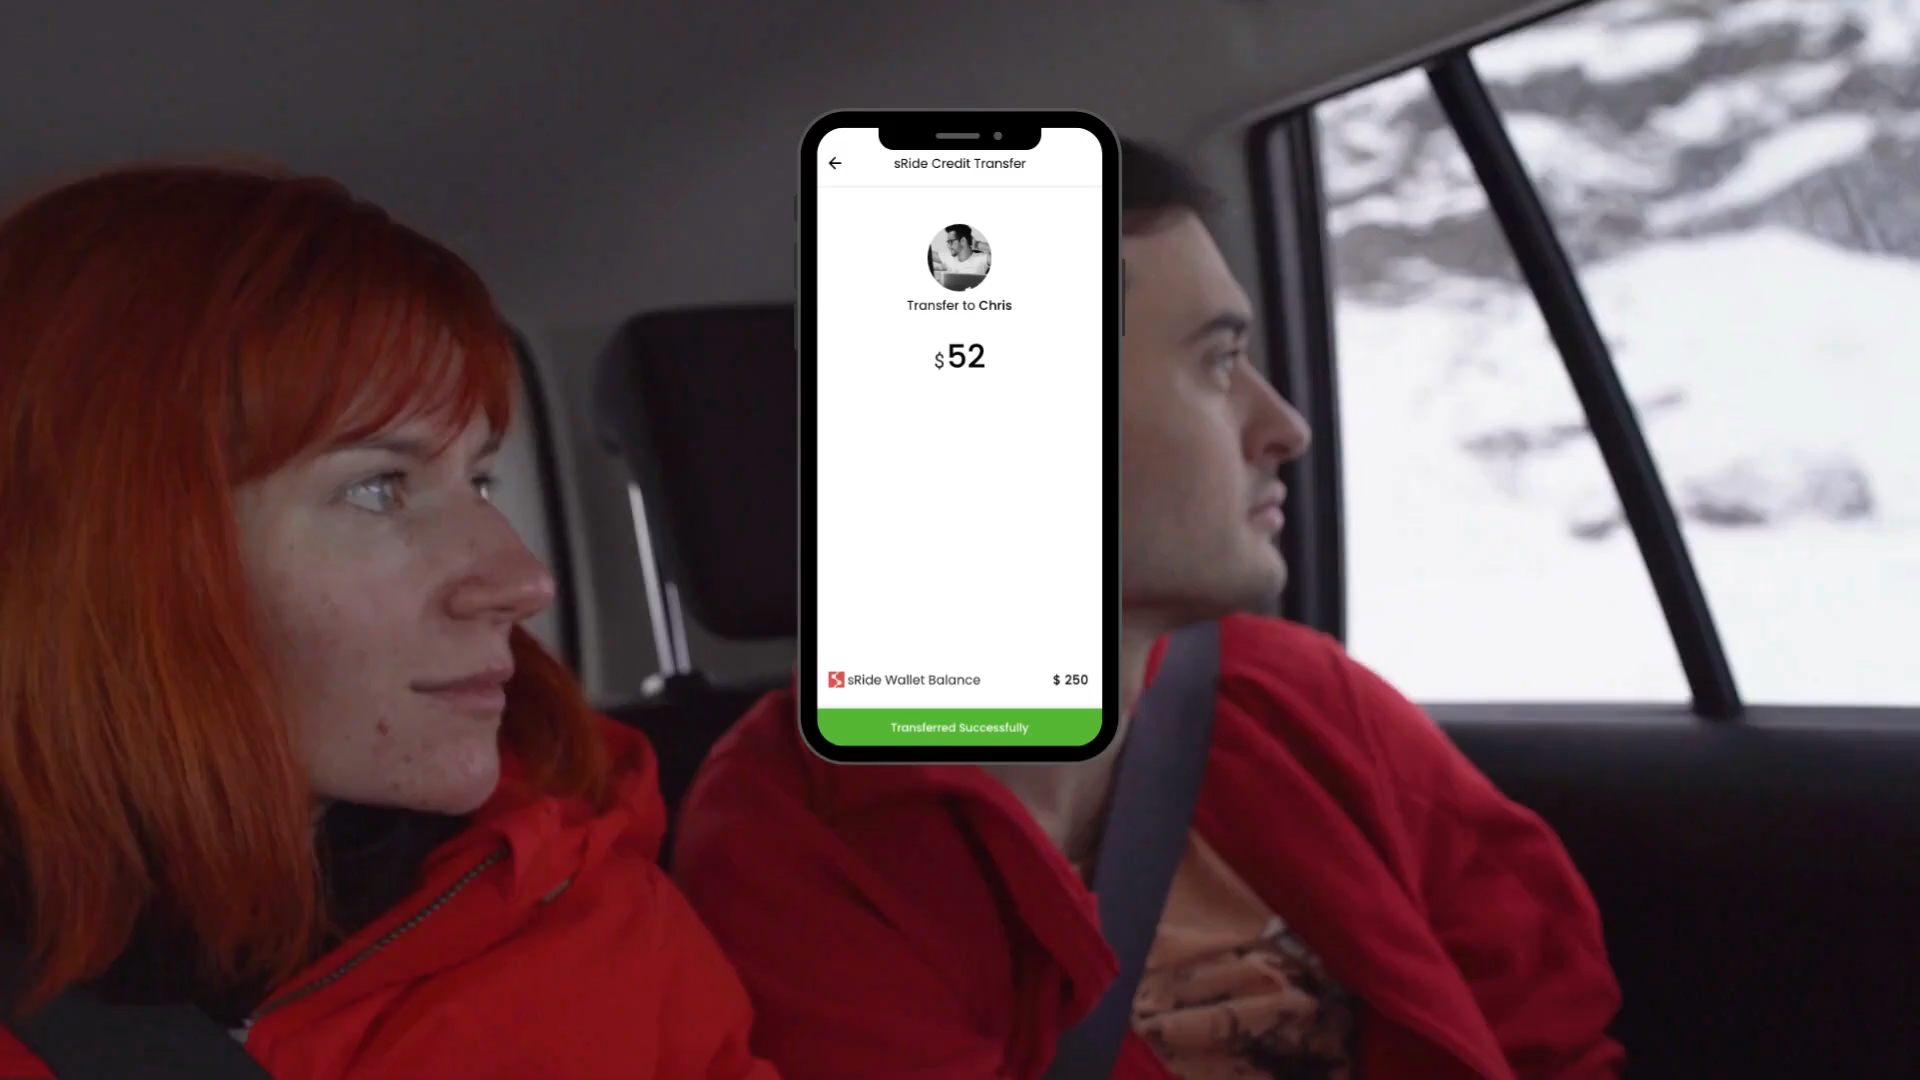 sRide Credit Transfer
Transfer to Chris
$52
sRide Wallet Balance $ 250
Transferred Successfully